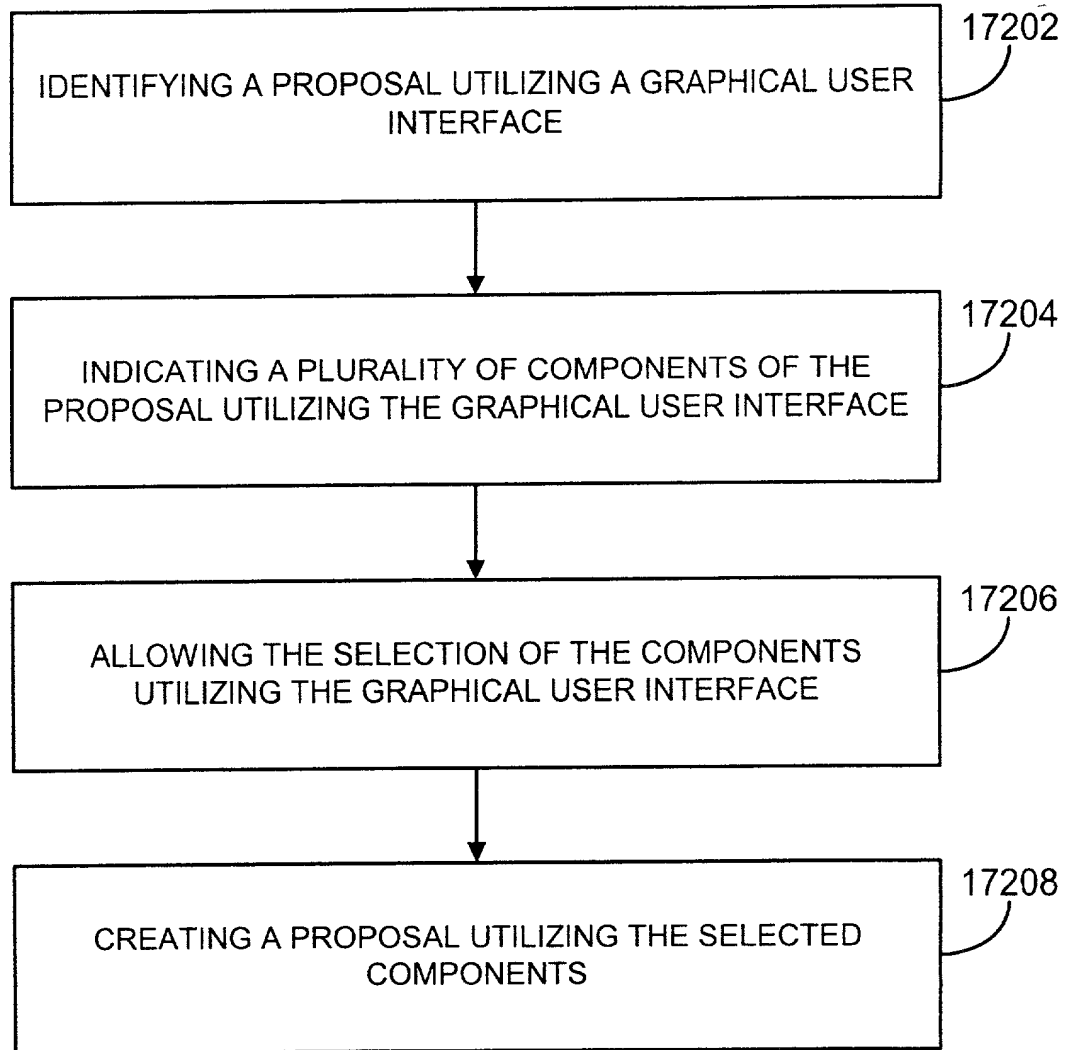 17202
IDENTIFYING A PROPOSAL UTILIZING A GRAPHICAL USER
INTERFACE
17204
INDICATING A PLURALITY OF COMPONENTS OF THE
PROPOSAL UTILIZING THE GRAPHICAL USER INTERFACE
17206
ALLOWING THE SELECTION OF THE COMPONENTS
UTILIZING THE GRAPHICAL USER INTERFACE
17208
CREATING A PROPOSAL UTILIZING THE SELECTED
COMPONENTS